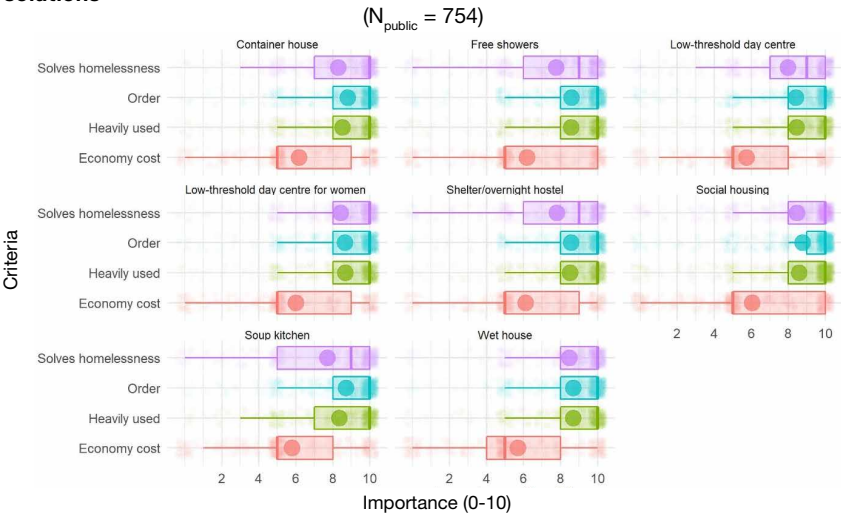 solutions
(Npublic = 754)
Container house
Free showers
Low-threshold day centre
Solves homelessness
Order
Heavily used
Economy cost
Low-threshold day centre for women
Shelter/overnight hostel
Social housing
Solves homelessness
Order
Heavily used
Economy cost
2 4 6 8 10
Soup kitchen
Wet house
Solves homelessness
Order
Heavily used
Economy cost
2 4 6 8 10
2 4 6 8 10
Criteria
Importance (0-10)